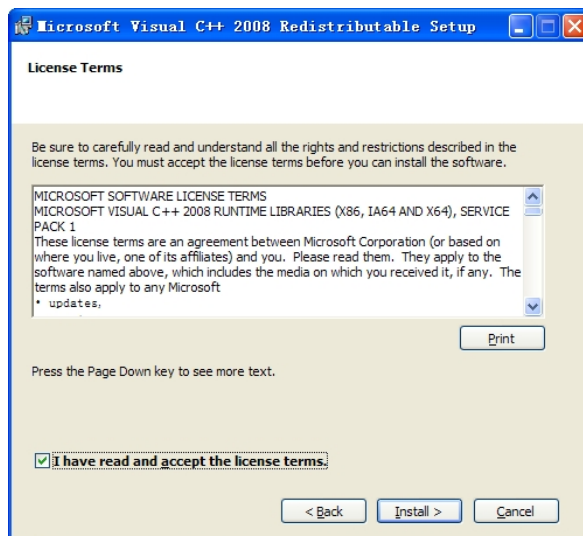 Microsoft Visual C++ 2008 Redistributable Setup
License Terms
Be sure to carefully read and understand all the rights and restrictions described in the
license terms. You must accept the license terms before you can install the software.
MICROSOFT SOFTWARE LICENSE TERMS
MICROSOFT VISUAL C++ 2008 RUNTIME LIBRARIES (X86, IA64 AND X64), SERVICE
PACK 1
These license terms are an agreement between Microsoft Corporation (or based on
where you live, one of its affiliates) and you. Please read them. They apply to the
software named above, which includes the media on which you received it, if any. The
terms also apply to any Microsoft
• updates,
Print
Press the Page Down key to see more text.
I have read and accept the license terms.
< Back
Install >
Cancel